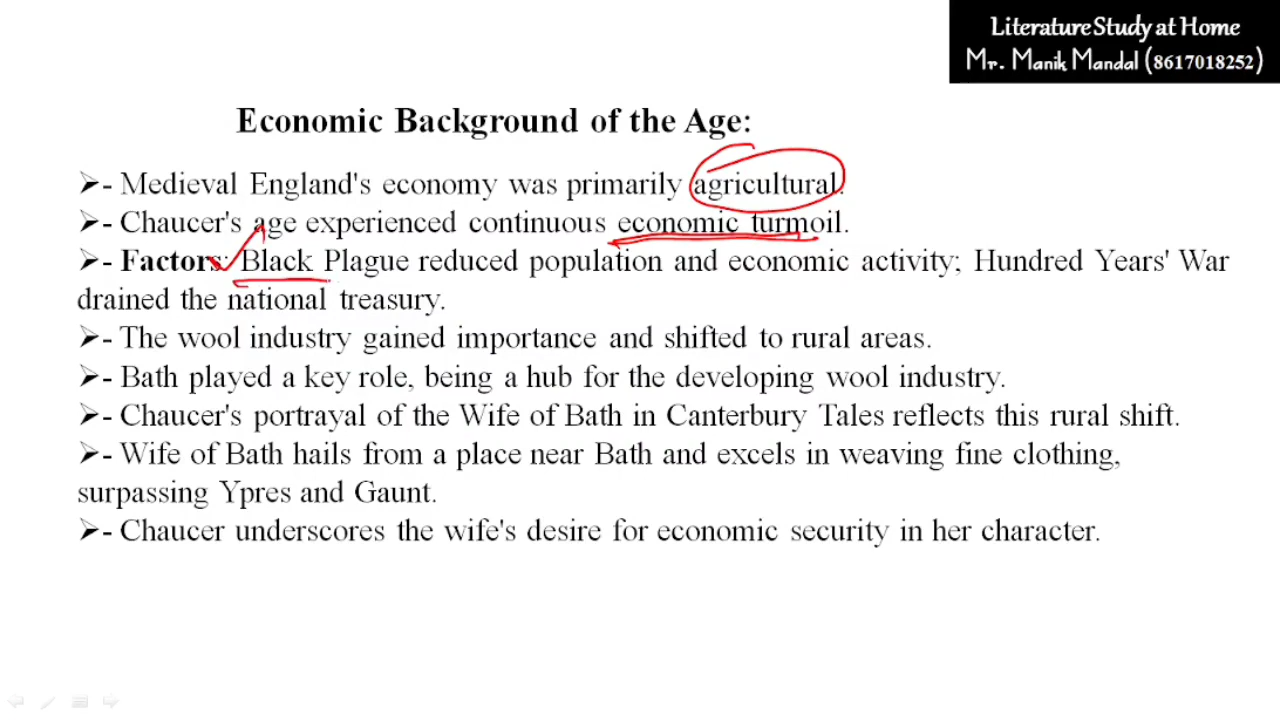 Literature Study at Home
Mr. Manik Mandal (8617018252)
Economic Background of the Age:
➢- Medieval England's economy was primarily agricultural.
➢- Chaucer's age experienced continuous economic turmoil.
➢- Factors: Black Plague reduced population and economic activity; Hundred Years' War
drained the national treasury.
➢- The wool industry gained importance and shifted to rural areas.
➢- Bath played a key role, being a hub for the developing wool industry.
➢- Chaucer's portrayal of the Wife of Bath in Canterbury Tales reflects this rural shift.
➢- Wife of Bath hails from a place near Bath and excels in weaving fine clothing,
surpassing Ypres and Gaunt.
➢- Chaucer underscores the wife's desire for economic security in her character.